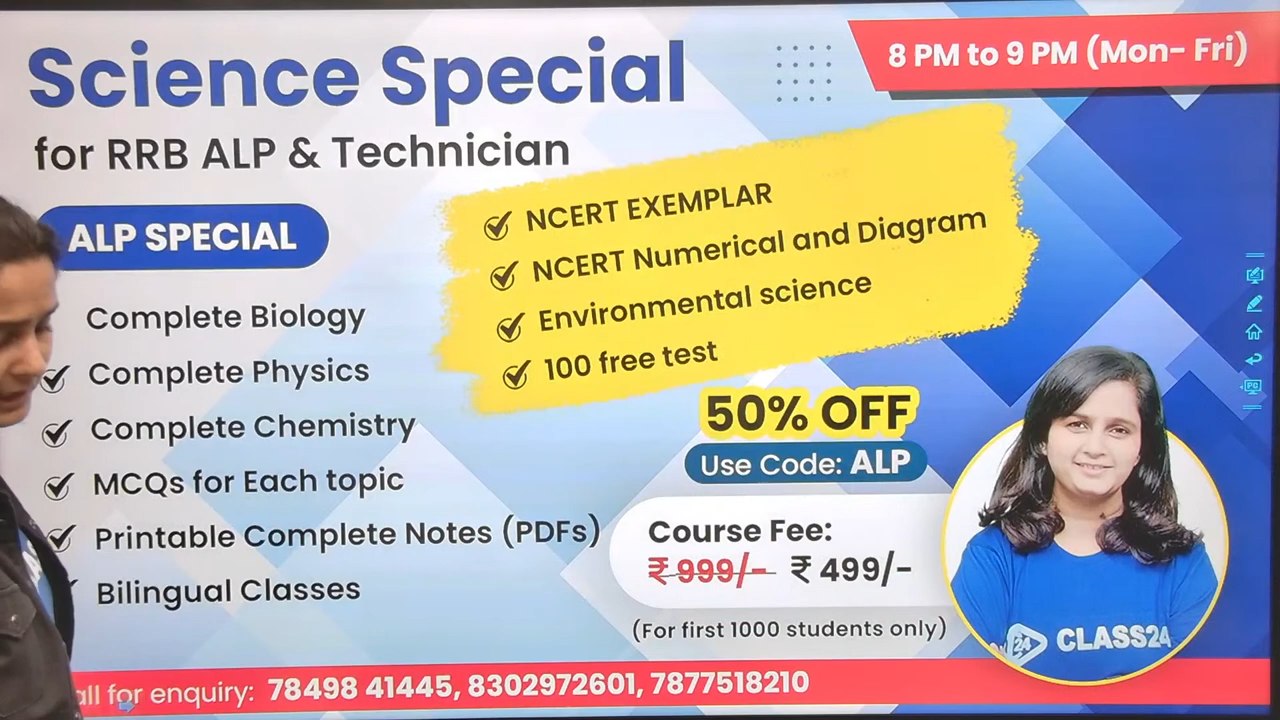 Science Special
for RRB ALP & Technician
8 PM to 9 PM (Mon- Fri)
ALP SPECIAL
Complete Biology
Complete Physics
Complete Chemistry
MCQs for Each topic
Printable Complete Notes (PDFs)
Bilingual Classes
NCERT EXEMPLAR
NCERT Numerical and Diagram
Environmental science
100 free test
50% OFF
Use Code: ALP
Course Fee:
₹ 999/- ₹ 499/-
(For first 1000 students only)
24 CLASS24
PC
for enquiry: 78498 41445, 8302972601, 7877518210